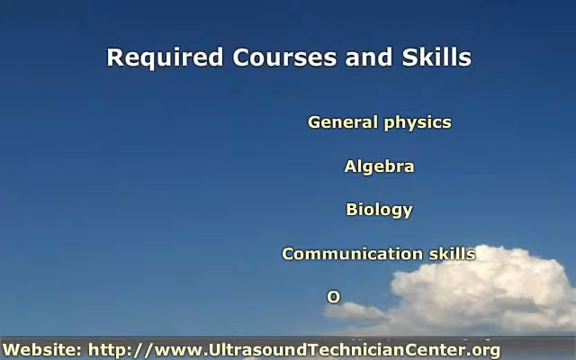 Required Courses and Skills
General physics
Algebra
Biology
Communication skills
O
Website: http://www.UltrasoundTechnicianCenter.org